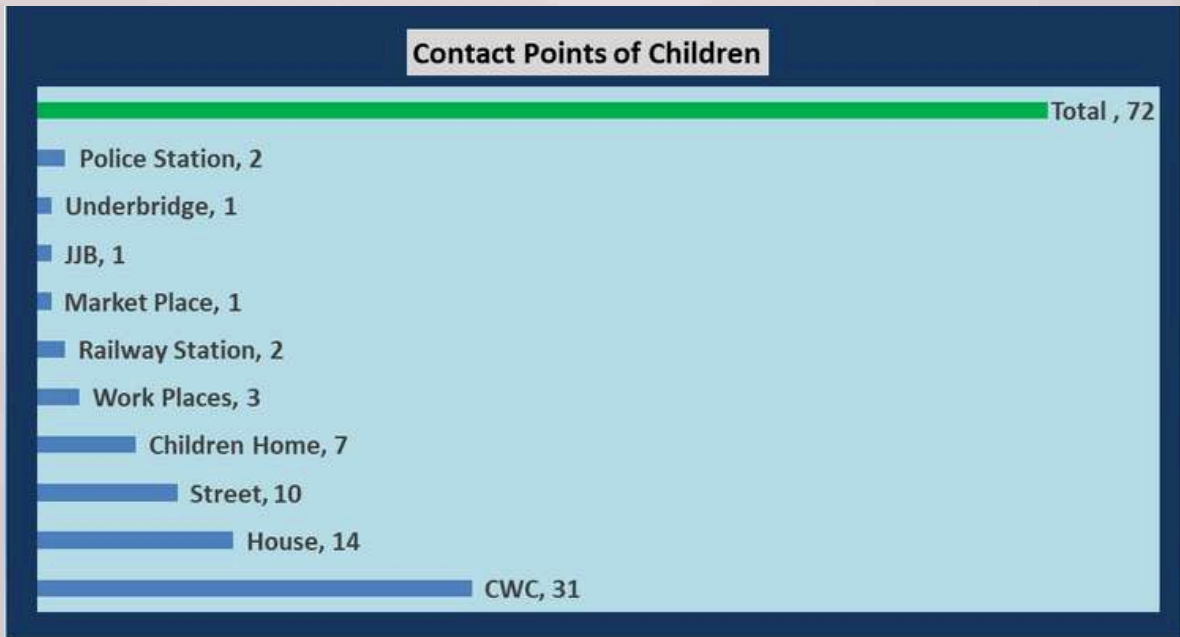 Contact Points of Children
Total , 72
Police Station, 2
Underbridge, 1
JJB, 1
Market Place, 1
Railway Station, 2
Work Places, 3
Children Home, 7
Street, 10
House, 14
CWC, 31